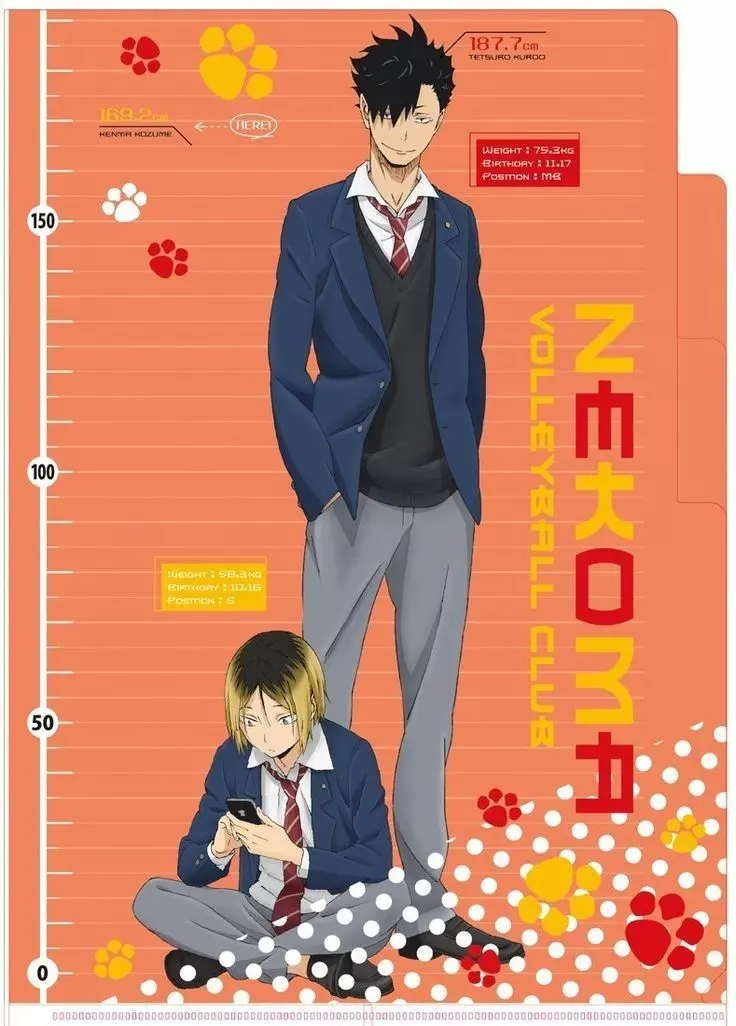 187.7cm
TETSURO KUROO
169.2cm
KENMA KOZUME
HERE!
WEIGHT : 75.3KG
BIRTHDAY : 11.17
POSITION : MB
150
100
50
0
NEKOMA
VOLLEYBALL CLUB
WEIGHT : 58.3KG
BIRTHDAY : 10.16
POSITION : S